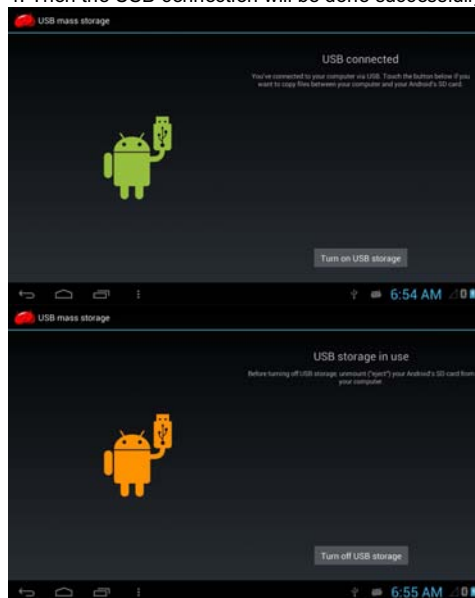 Then the USB connection will be done successfully
USB mass storage
USB connected
You've connected to your computer via USB. Touch the button below if you
want to copy files between your computer and your Android's SD card.
Turn on USB storage
6:54 AM
USB mass storage
USB storage in use
Before turning off USB storage, unmount ("eject") your Android's SD card from
your computer.
Turn off USB storage
6:55 AM